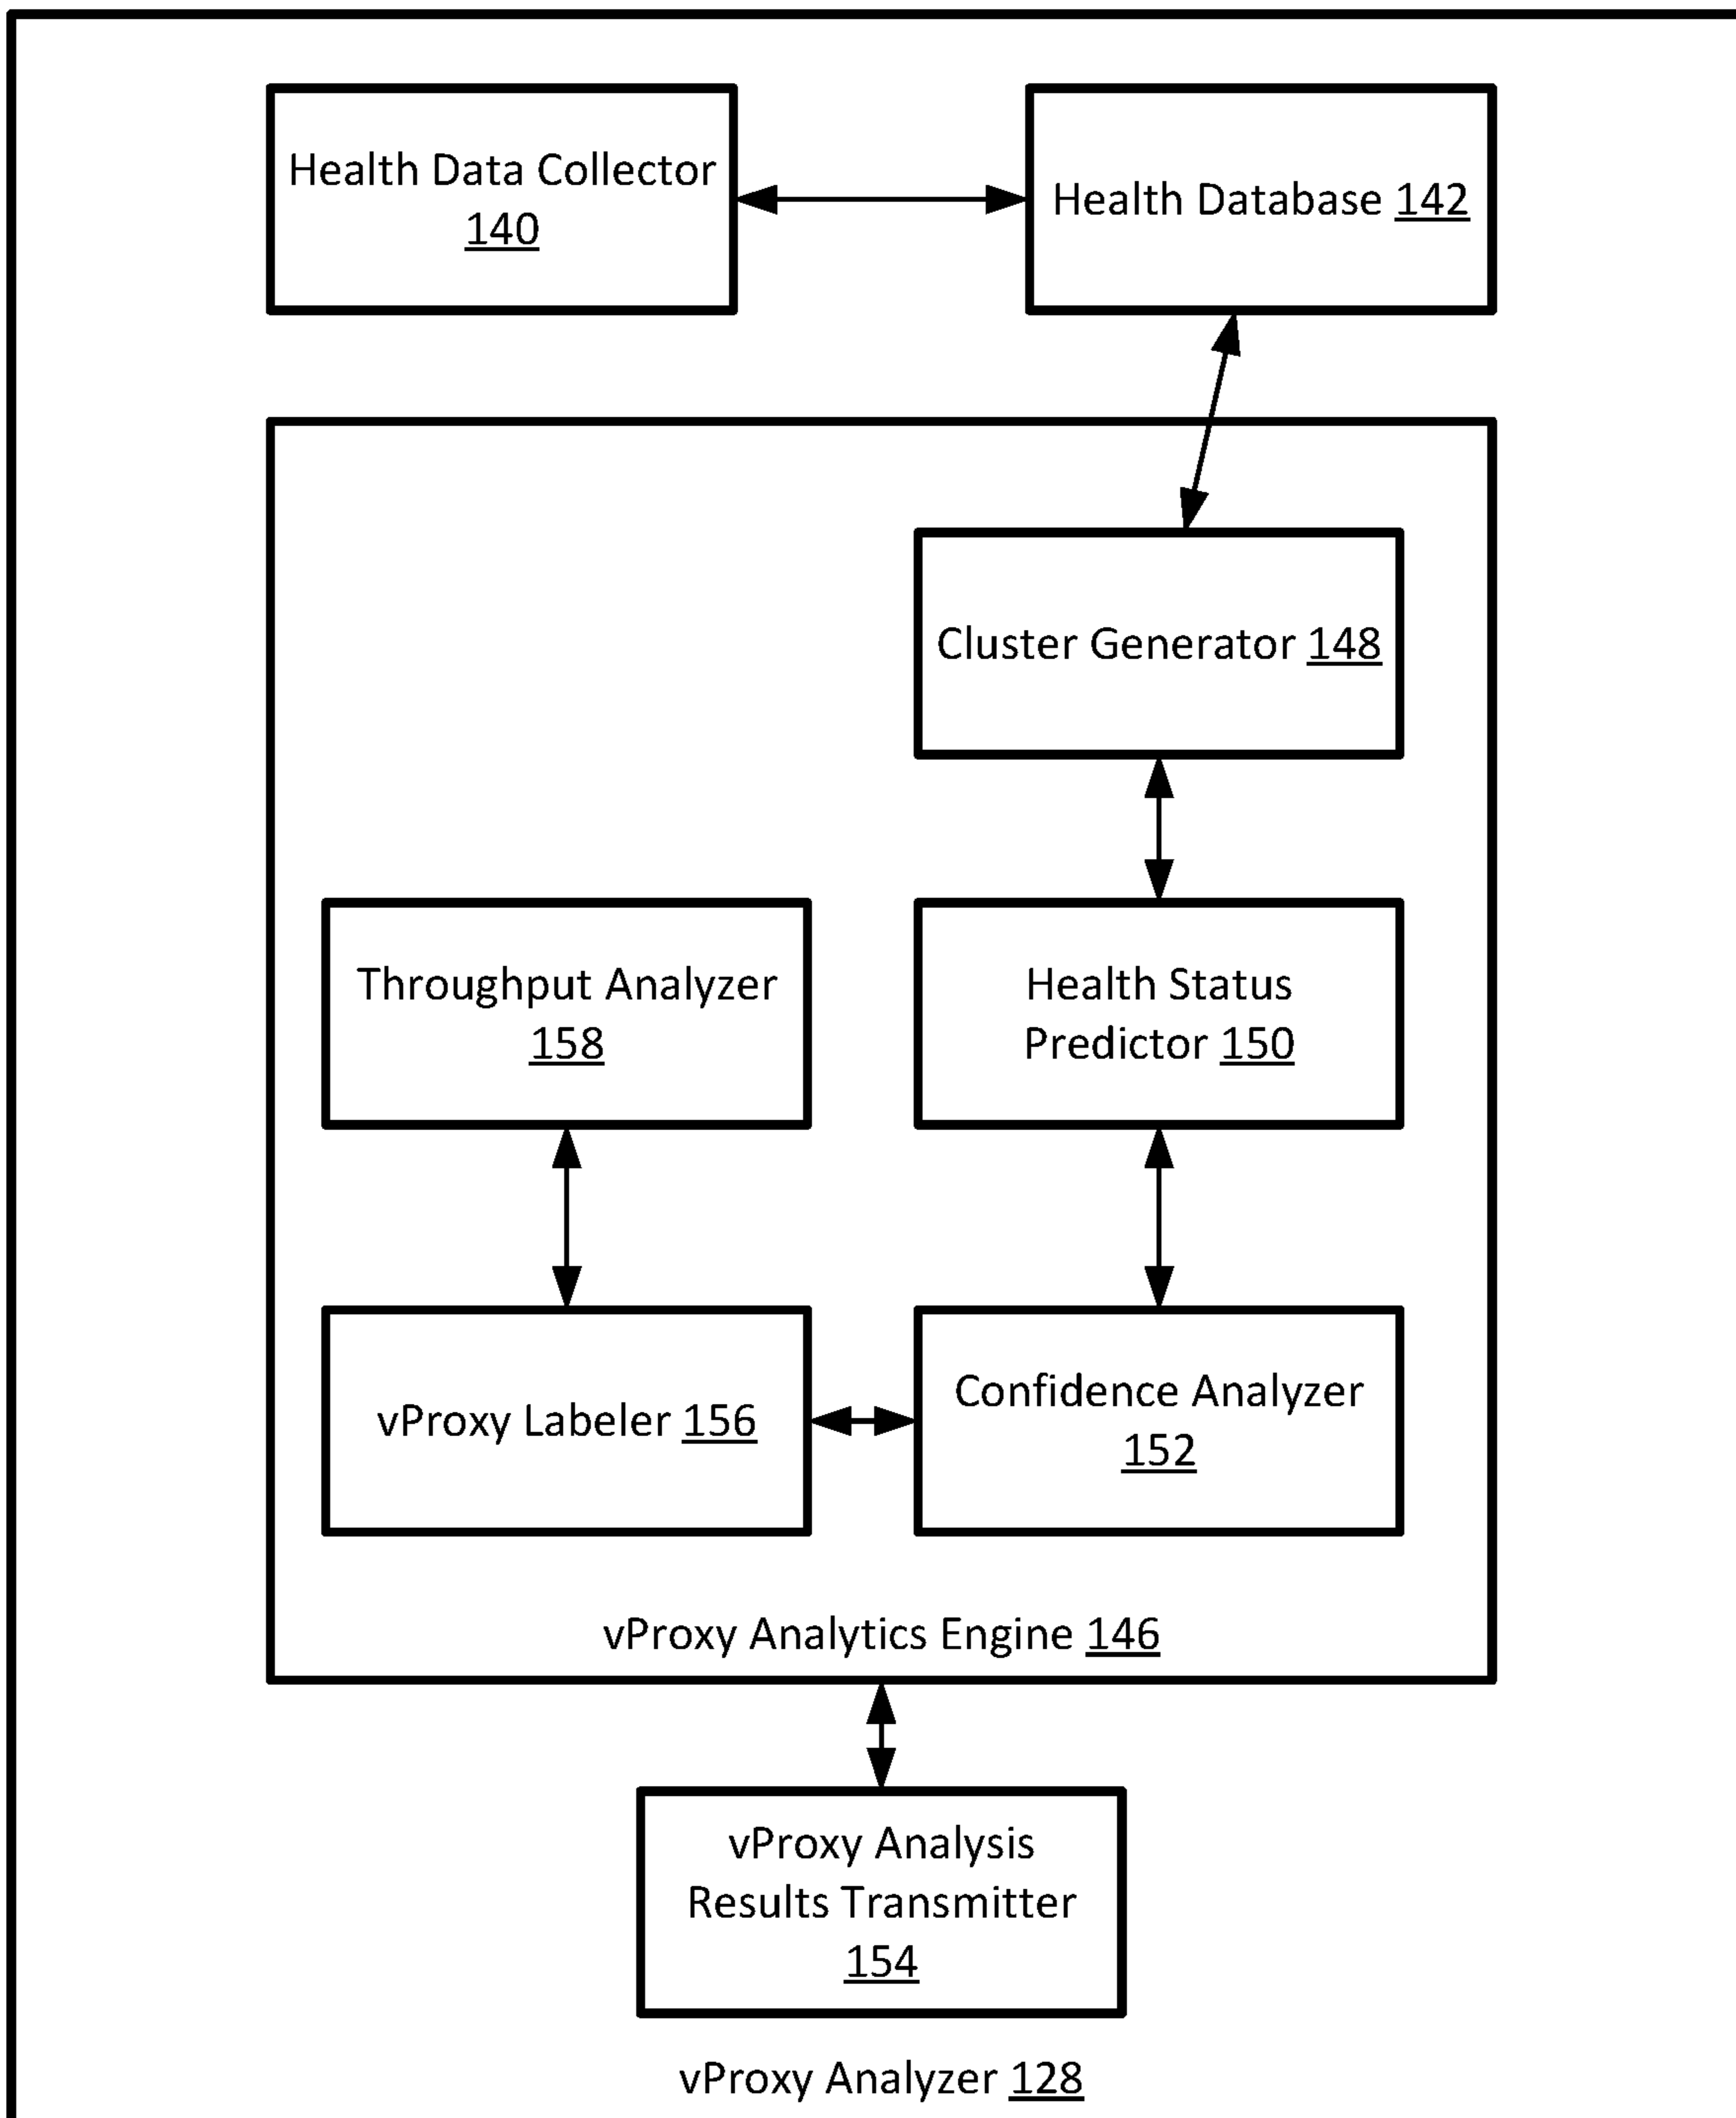 Health Data Collector
140
Health Database 142
Cluster Generator 148
Throughput Analyzer
158
Health Status
Predictor 150
vProxy Labeler 156
Confidence Analyzer
152
vProxy Analytics Engine 146
vProxy Analysis
Results Transmitter
154
vProxy Analyzer 128